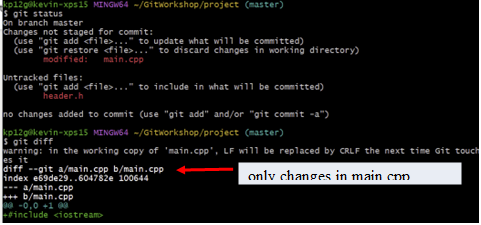 kp12g@kevin-xps15 MINGW64 ~/GitWorkshop/project (master)
$ git status
On branch master
Changes not staged for commit:
(use "git add <file>..." to update what will be committed)
(use "git restore <file>..." to discard changes in working directory)
modified: main.cpp
Untracked files:
(use "git add <file>..." to include in what will be committed)
header.h
no changes added to commit (use "git add" and/or "git commit -a")
kp12g@kevin-xps15 MINGW64 ~/GitWorkshop/project (master)
$ git diff
warning: in the working copy of 'main.cpp', LF will be replaced by CRLF the next time Git touch
es it
diff --git a/main.cpp b/main.cpp
only changes in main.cpp
index e69de29..604782e 100644
--- a/main.cpp
+++ b/main.cpp
@@ -0,0 +1 @@
+#include <iostream>